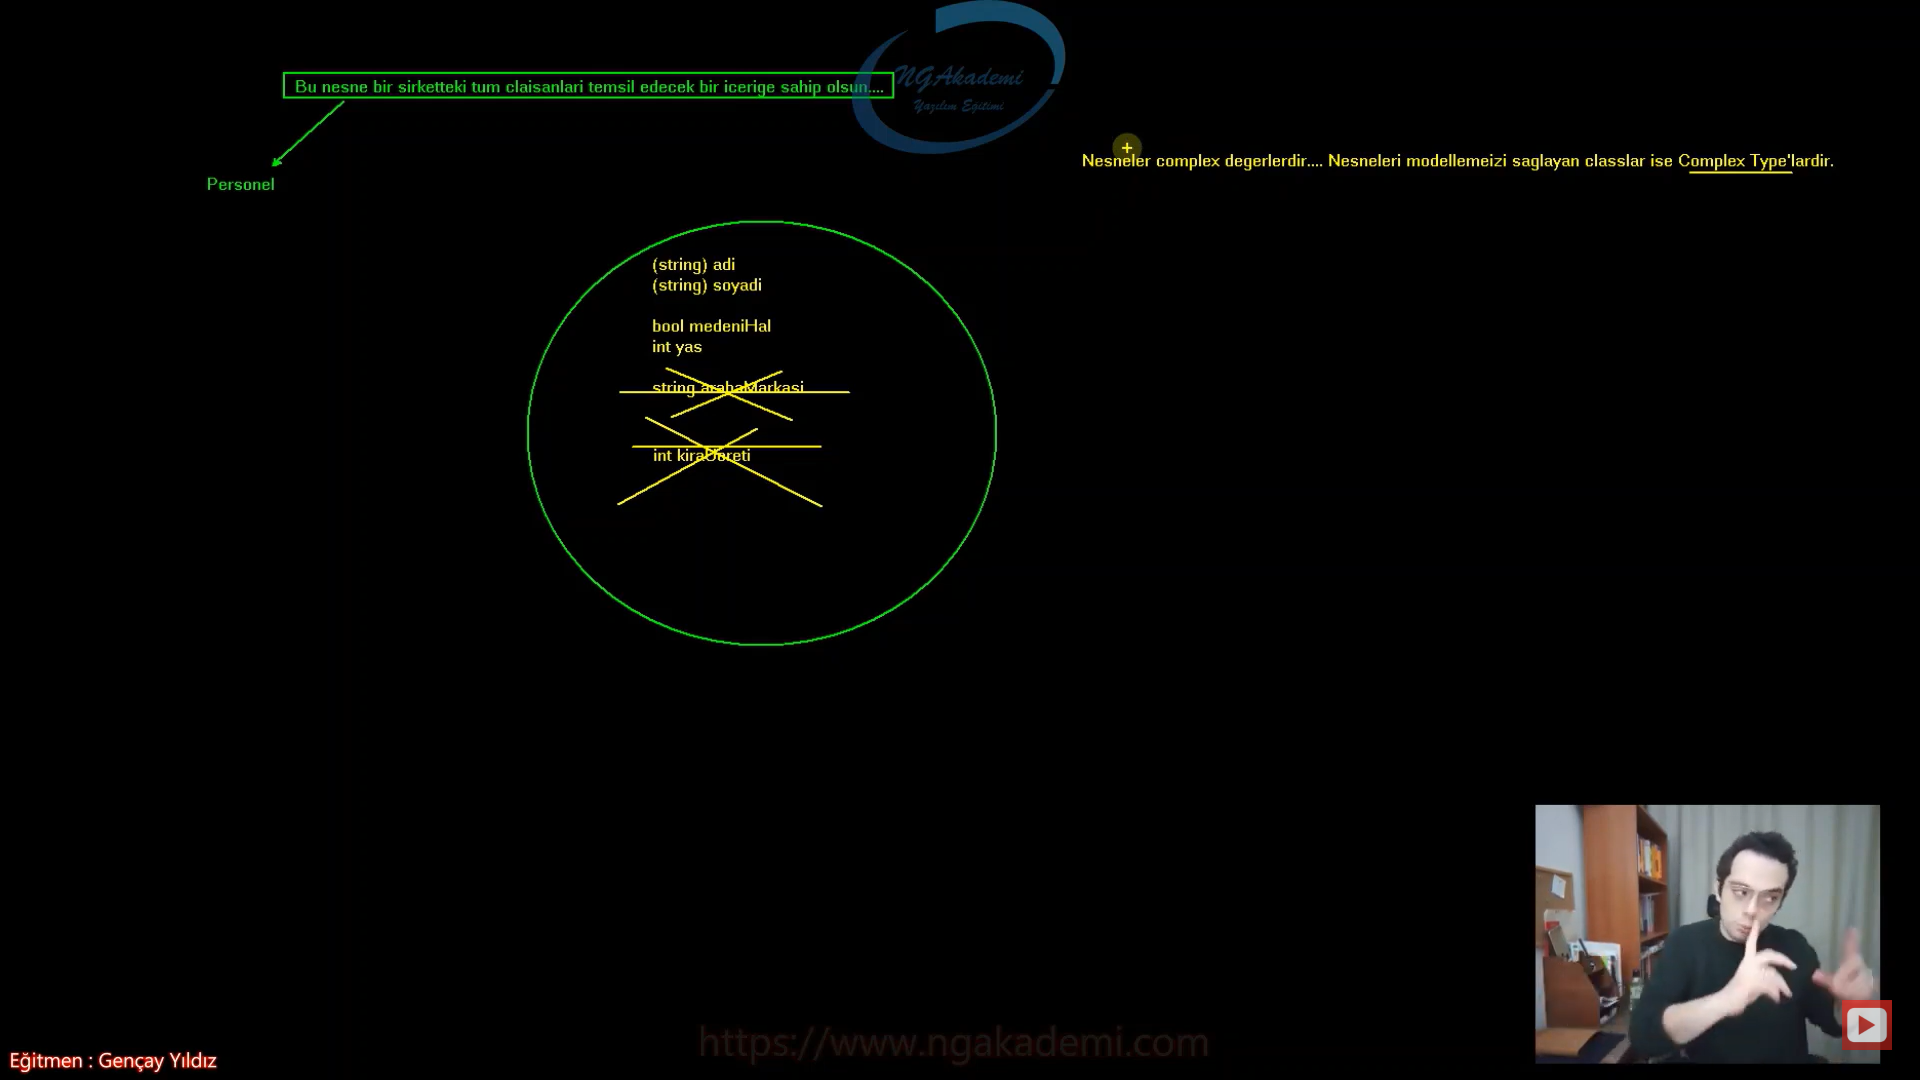 NGAkademi
Yazılım Eğitimi
Bu nesne bir sirketteki tum claisanlari temsil edecek bir icerige sahip olsun....
Nesneler complex degerlerdir.... Nesneleri modellemeizi saglayan classlar ise Complex Type'lardir.
Personel
(string) adi
(string) soyadi
bool medeniHal
int yas
string arabaMarkasi
int kiraUcreti
https://www.ngakademi.com
Eğitmen : Gençay Yıldız